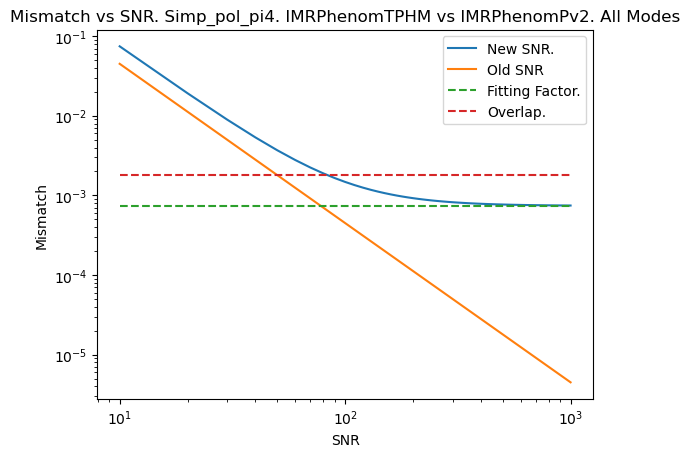 Mismatch vs SNR. Simp_pol_pi4. IMRPhenomTPHM vs IMRPhenomPv2. All Modes
New SNR.
Old SNR
Fitting Factor.
Overlap.
10⁻¹
10⁻²
10⁻³
10⁻⁴
10⁻⁵
Mismatch
10¹
10²
10³
SNR